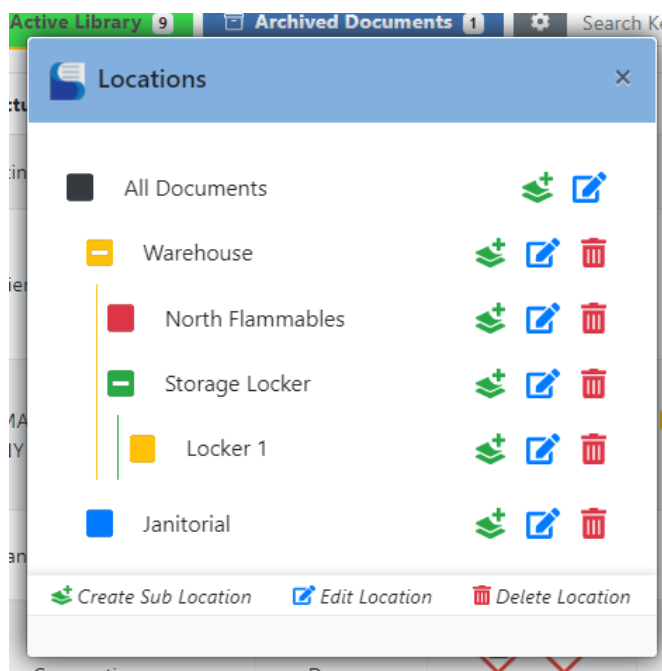 Active Library 9 Archived Documents 1 Search
Locations ×
All Documents
Warehouse
North Flammables
Storage Locker
Locker 1
Janitorial
Create Sub Location Edit Location Delete Location